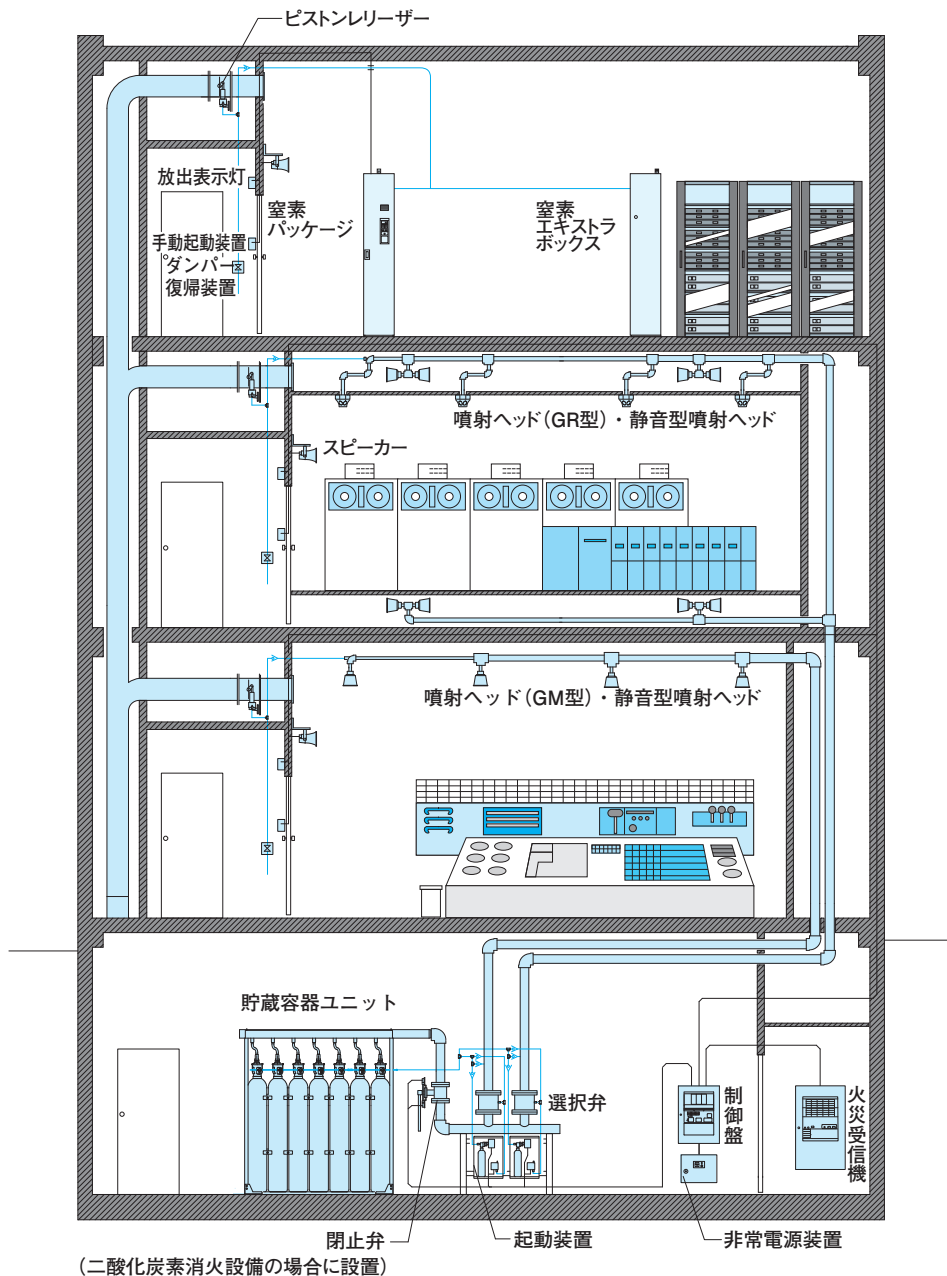 ピストンレリーザー
放出表示灯
手動起動装置
ダンパー
復帰装置
窒素
パッケージ
窒素
エキストラ
ボックス
噴射ヘッド（GR型）・静音型噴射ヘッド
スピーカー
噴射ヘッド（GM型）・静音型噴射ヘッド
貯蔵容器ユニット
選択弁
制御盤
火災受信機
閉止弁
起動装置
非常電源装置
（二酸化炭素消火設備の場合に設置）